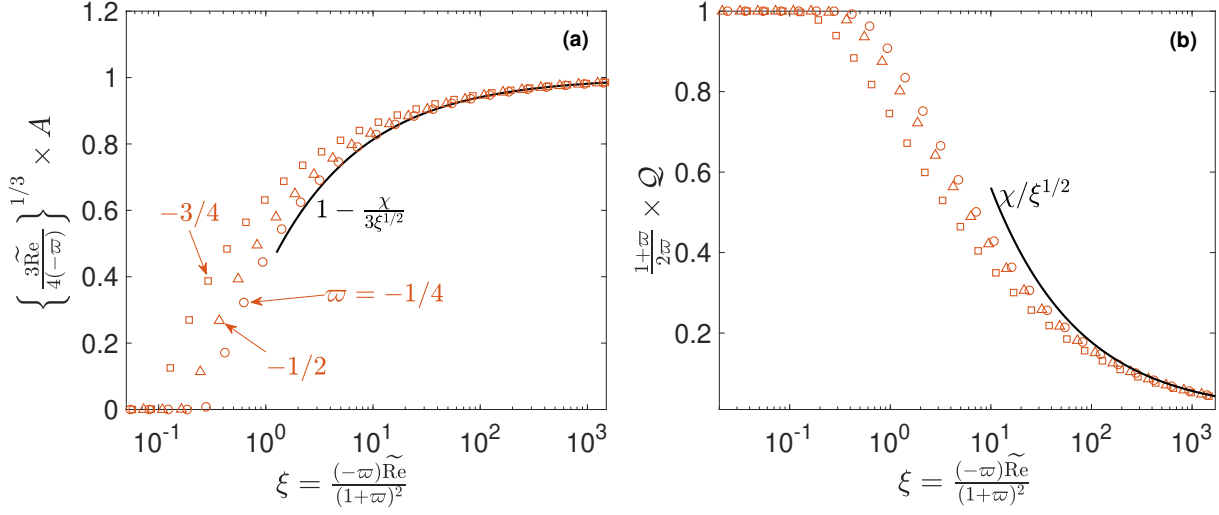 (a)
{ 3R̃e / 4(−ϖ) }^{1/3} × A
1
0.8
0.6
0.4
0.2
0
−3/4
1 − χ/(3ξ^{1/2})
ϖ = −1/4
−1/2
10^{-1} 10^{0} 10^{1} 10^{2} 10^{3}
ξ = (−ϖ)R̃e / (1+ϖ)^2
(b)
(1+ϖ)/(2ϖ) × 𝒬
1
0.8
0.6
0.4
0.2
χ/ξ^{1/2}
10^{-1} 10^{0} 10^{1} 10^{2} 10^{3}
ξ = (−ϖ)R̃e / (1+ϖ)^2